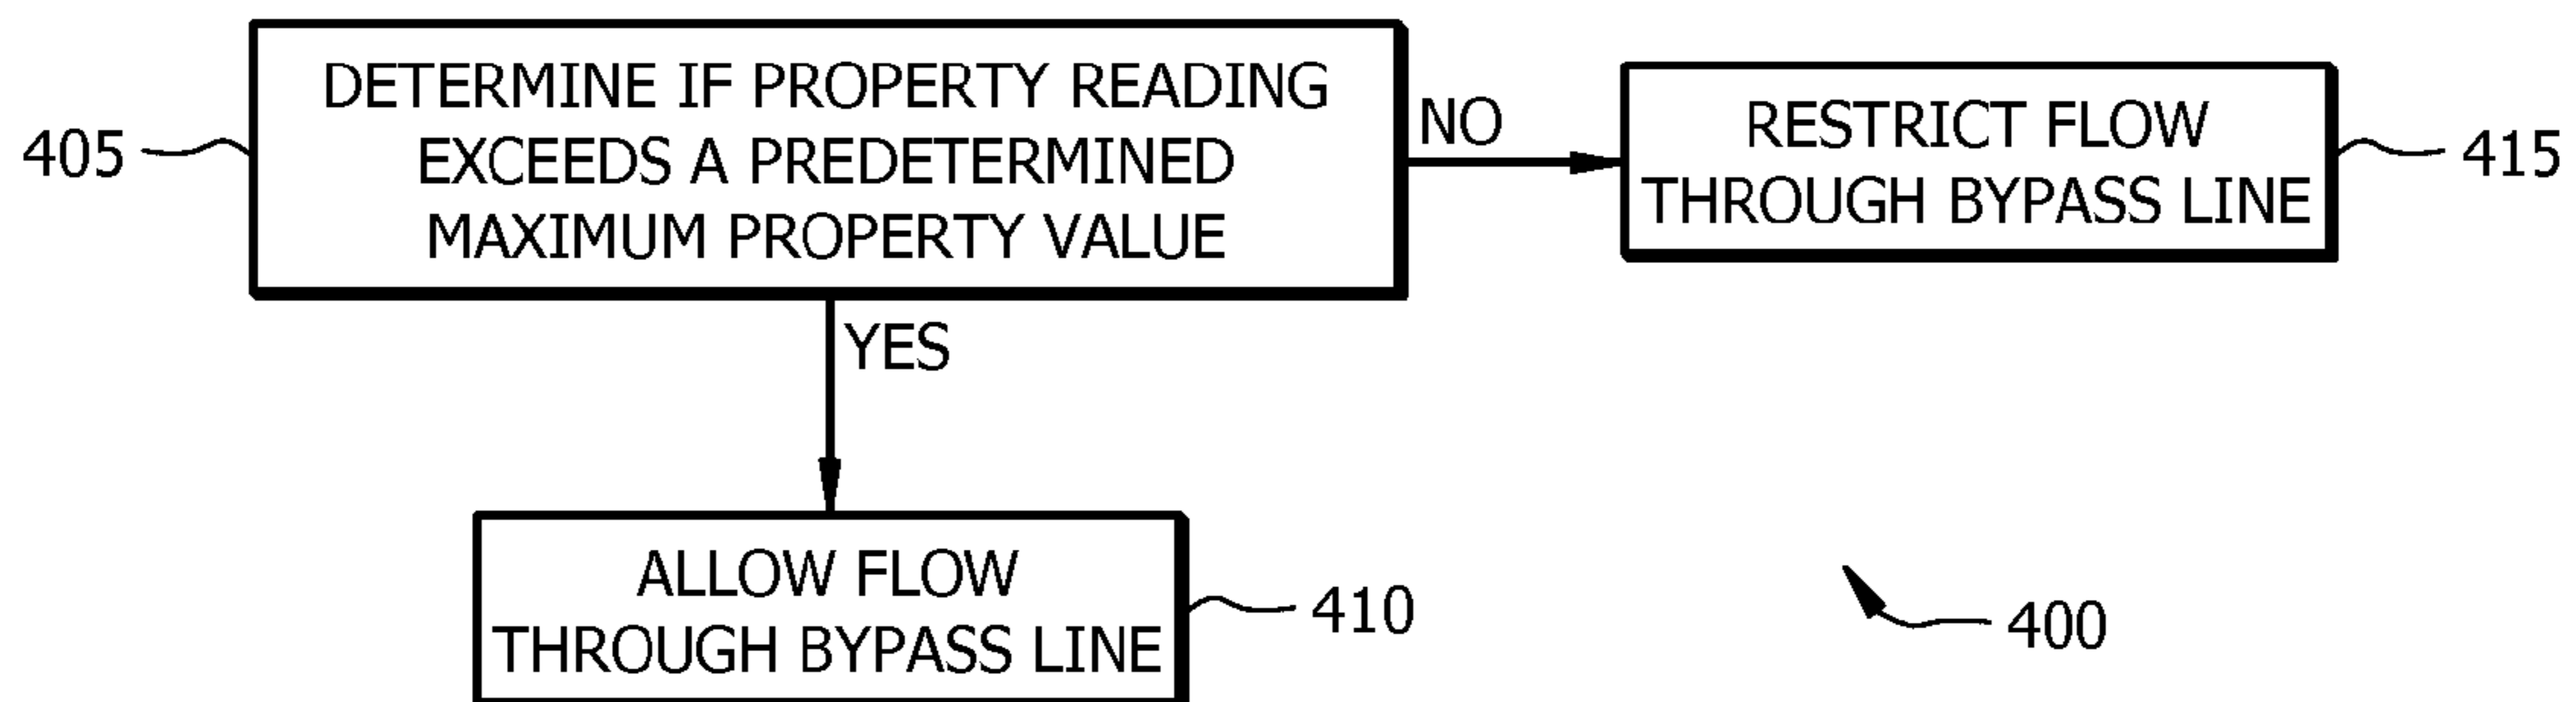 405
DETERMINE IF PROPERTY READING
EXCEEDS A PREDETERMINED
MAXIMUM PROPERTY VALUE
NO
RESTRICT FLOW
THROUGH BYPASS LINE
415
YES
ALLOW FLOW
THROUGH BYPASS LINE
410
400